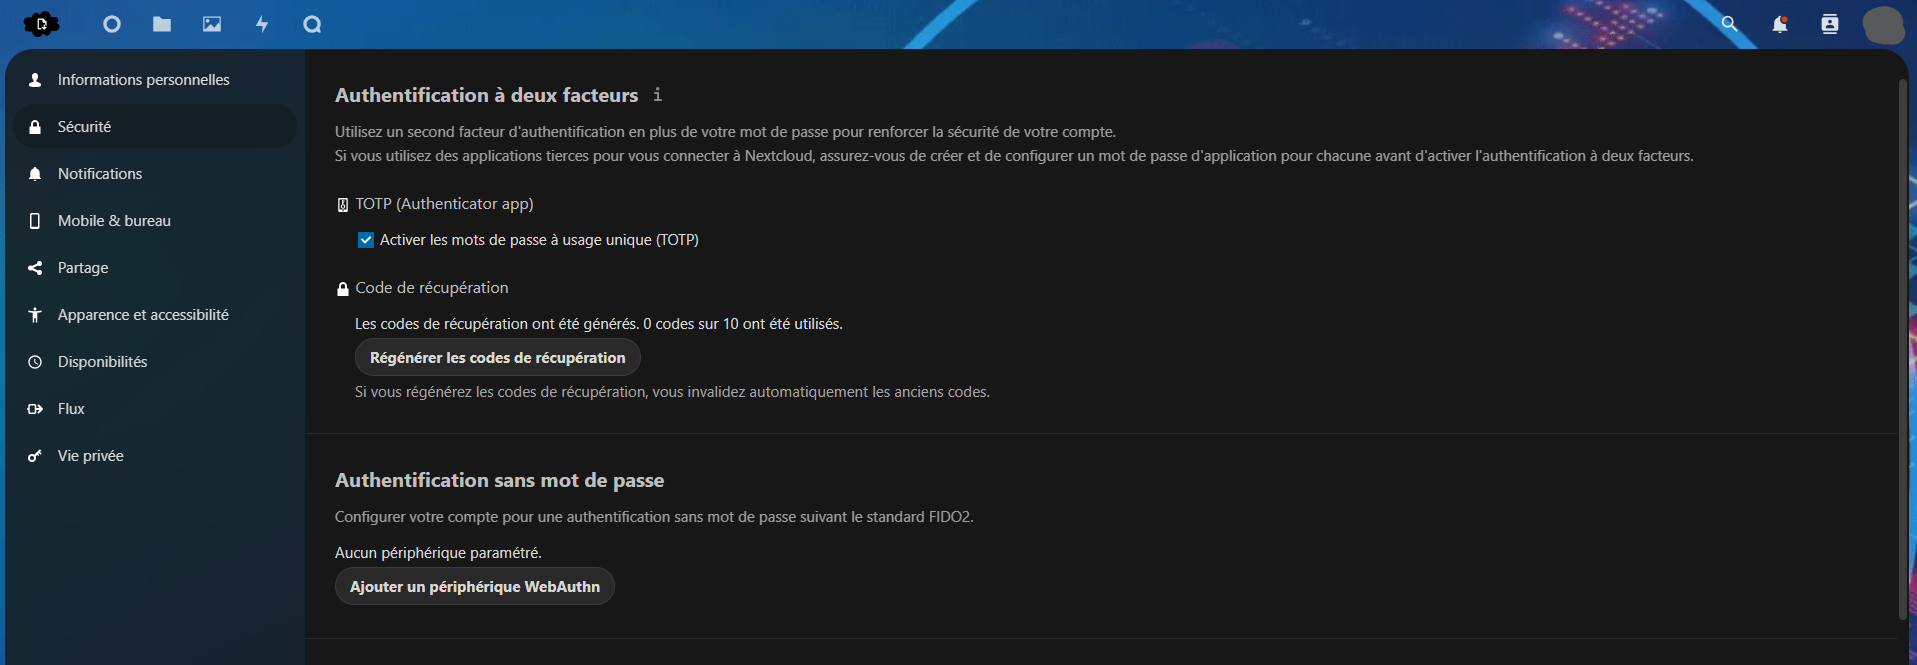 Informations personnelles
Sécurité
Notifications
Mobile & bureau
Partage
Apparence et accessibilité
Disponibilités
Flux
Vie privée
Authentification à deux facteurs
Utilisez un second facteur d'authentification en plus de votre mot de passe pour renforcer la sécurité de votre compte.
Si vous utilisez des applications tierces pour vous connecter à Nextcloud, assurez-vous de créer et de configurer un mot de passe d'application pour chacune avant d'activer l'authentification à deux facteurs.
TOTP (Authenticator app)
Activer les mots de passe à usage unique (TOTP)
Code de récupération
Les codes de récupération ont été générés. 0 codes sur 10 ont été utilisés.
Régénérer les codes de récupération
Si vous régénérez les codes de récupération, vous invalidez automatiquement les anciens codes.
Authentification sans mot de passe
Configurer votre compte pour une authentification sans mot de passe suivant le standard FIDO2.
Aucun périphérique paramétré.
Ajouter un périphérique WebAuthn